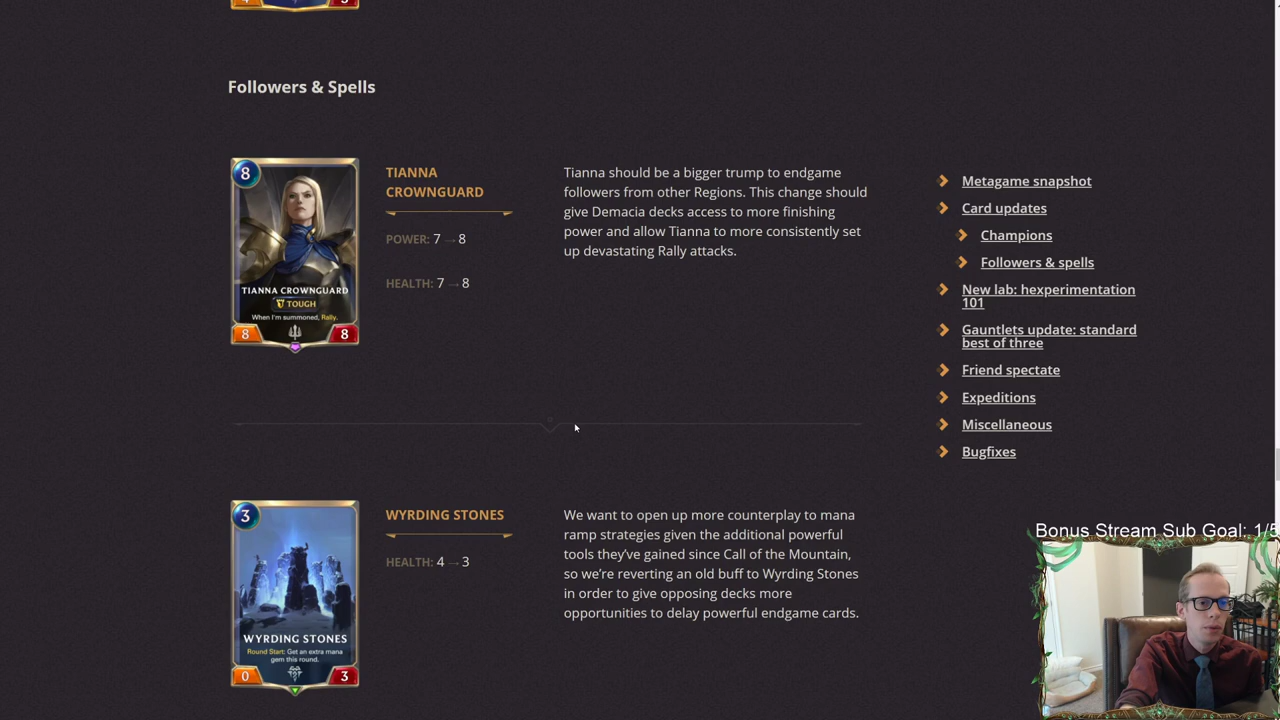 Followers & Spells
8
TIANNA CROWNGUARD
TOUGH
When I'm summoned, Rally.
8
8
TIANNA
CROWNGUARD
POWER: 7 → 8
HEALTH: 7 → 8
Tianna should be a bigger trump to endgame
followers from other Regions. This change should
give Demacia decks access to more finishing
power and allow Tianna to more consistently set
up devastating Rally attacks.
3
WYRDING STONES
Round Start: Get an extra mana
gem this round.
0
3
WYRDING STONES
HEALTH: 4 → 3
We want to open up more counterplay to mana
ramp strategies given the additional powerful
tools they've gained since Call of the Mountain,
so we're reverting an old buff to Wyrding Stones
in order to give opposing decks more
opportunities to delay powerful endgame cards.
Metagame snapshot
Card updates
Champions
Followers & spells
New lab: hexperimentation
101
Gauntlets update: standard
best of three
Friend spectate
Expeditions
Miscellaneous
Bugfixes
Bonus Stream Sub Goal: 1/5